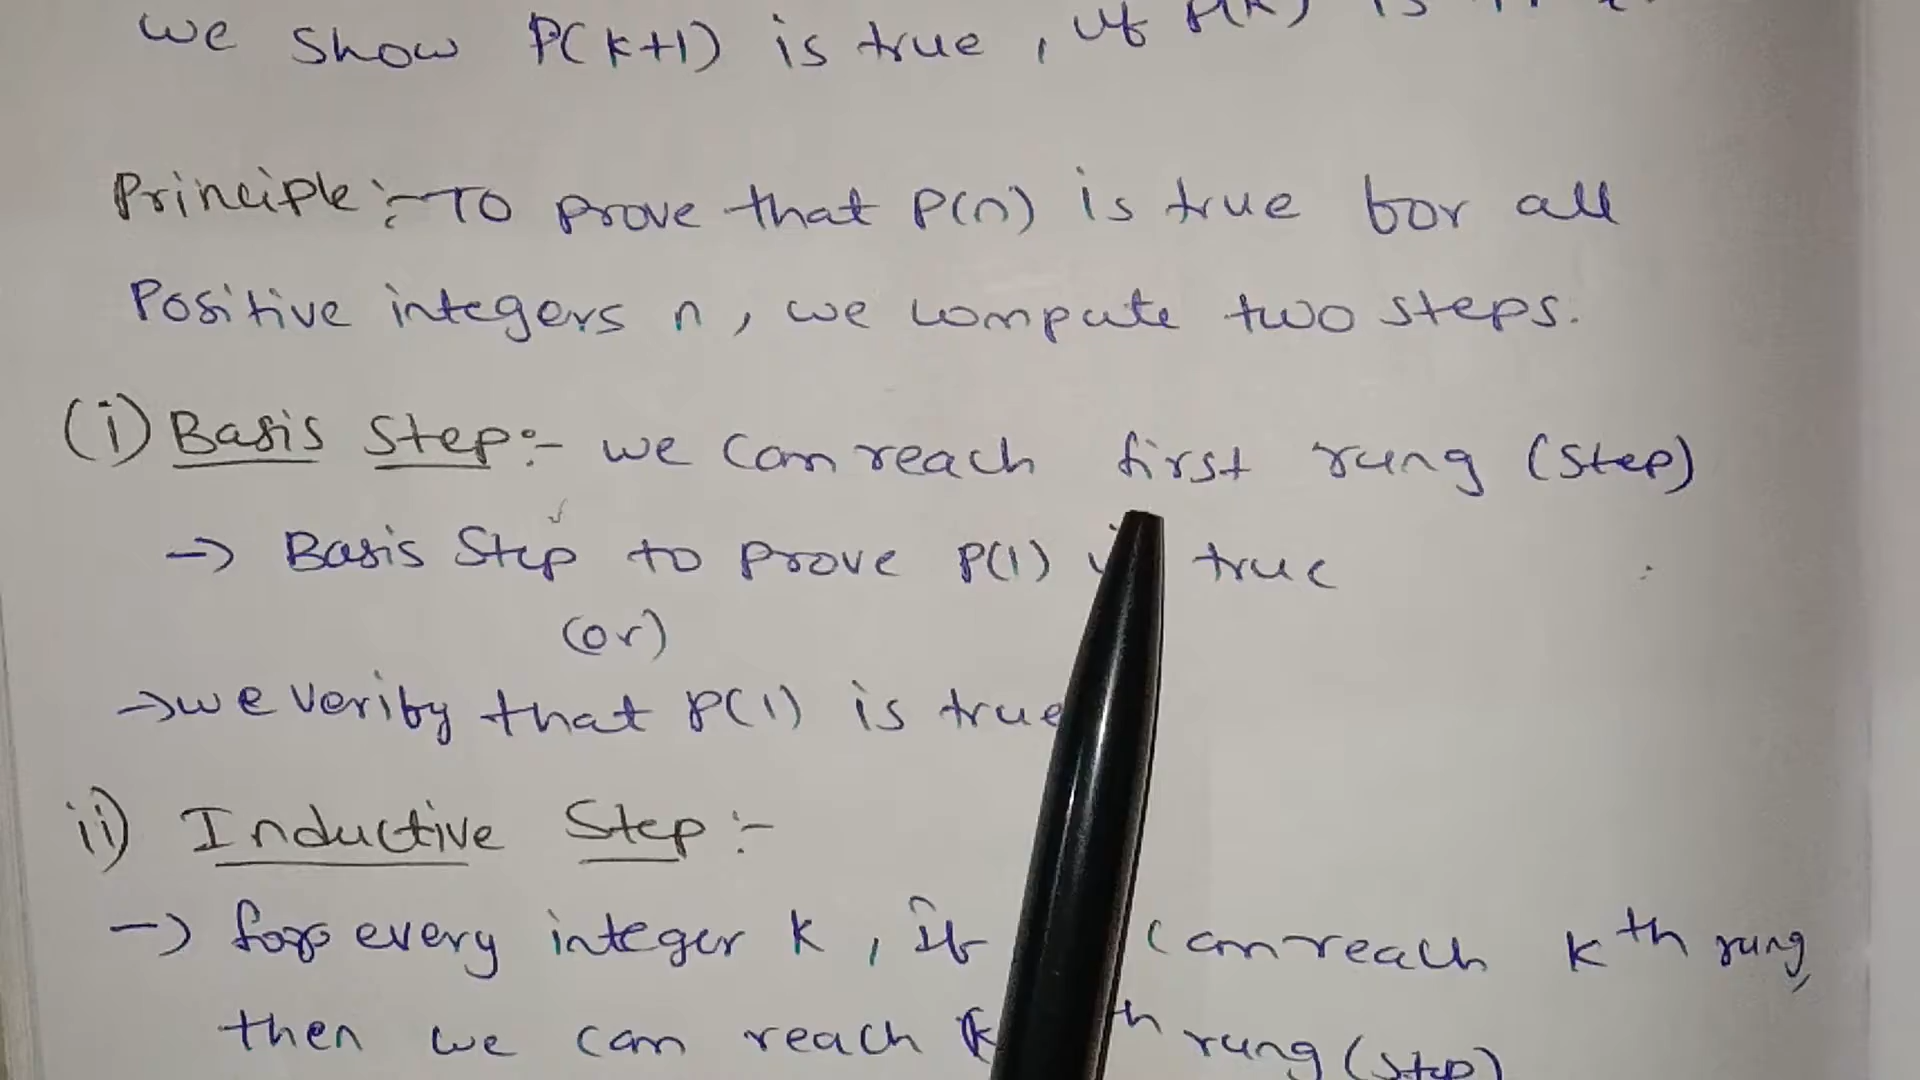 we show P(k+1) is true, if P(k) is
Principle:- To prove that P(n) is true for all
Positive integers n, we compute two steps.
(i) Basis Step:- we can reach first rung (step)
-> Basis Step to prove P(1) is true
(or)
-> we verify that P(1) is true
ii) Inductive Step:-
-> for every integer k, if can reach kth rung,
then we can reach th rung (step)